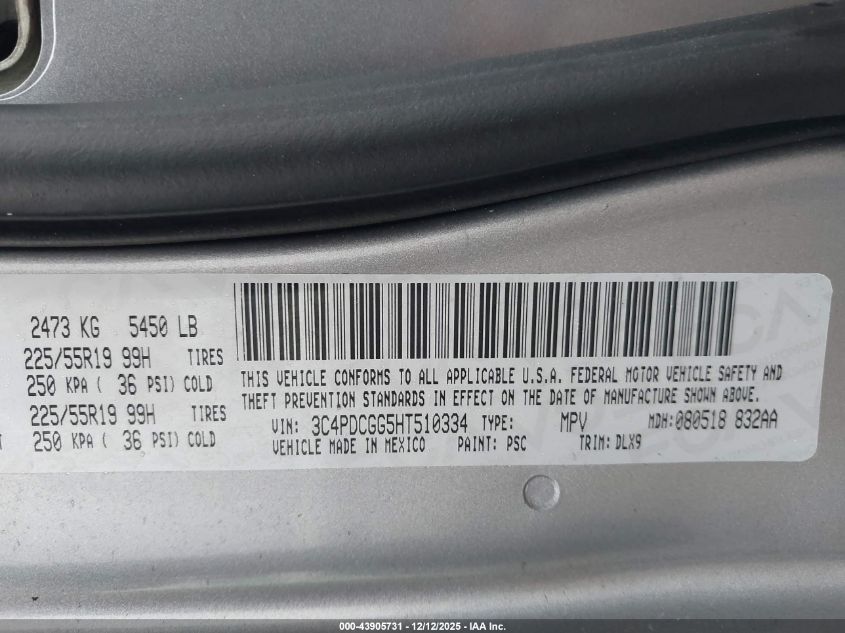 2473 KG 5450 LB
225/55R19 99H TIRES
250 KPA ( 36 PSI) COLD
225/55R19 99H TIRES
250 KPA ( 36 PSI) COLD
THIS VEHICLE CONFORMS TO ALL APPLICABLE U.S.A. FEDERAL MOTOR VEHICLE SAFETY AND
THEFT PREVENTION STANDARDS IN EFFECT ON THE DATE OF MANUFACTURE SHOWN ABOVE.
VIN: 3C4PDCGG5HT510334 TYPE: MPV MDH:080518 832AA
VEHICLE MADE IN MEXICO PAINT: PSC TRIM: DLX9
000-43905731 - 12/12/2025 - IAA Inc.